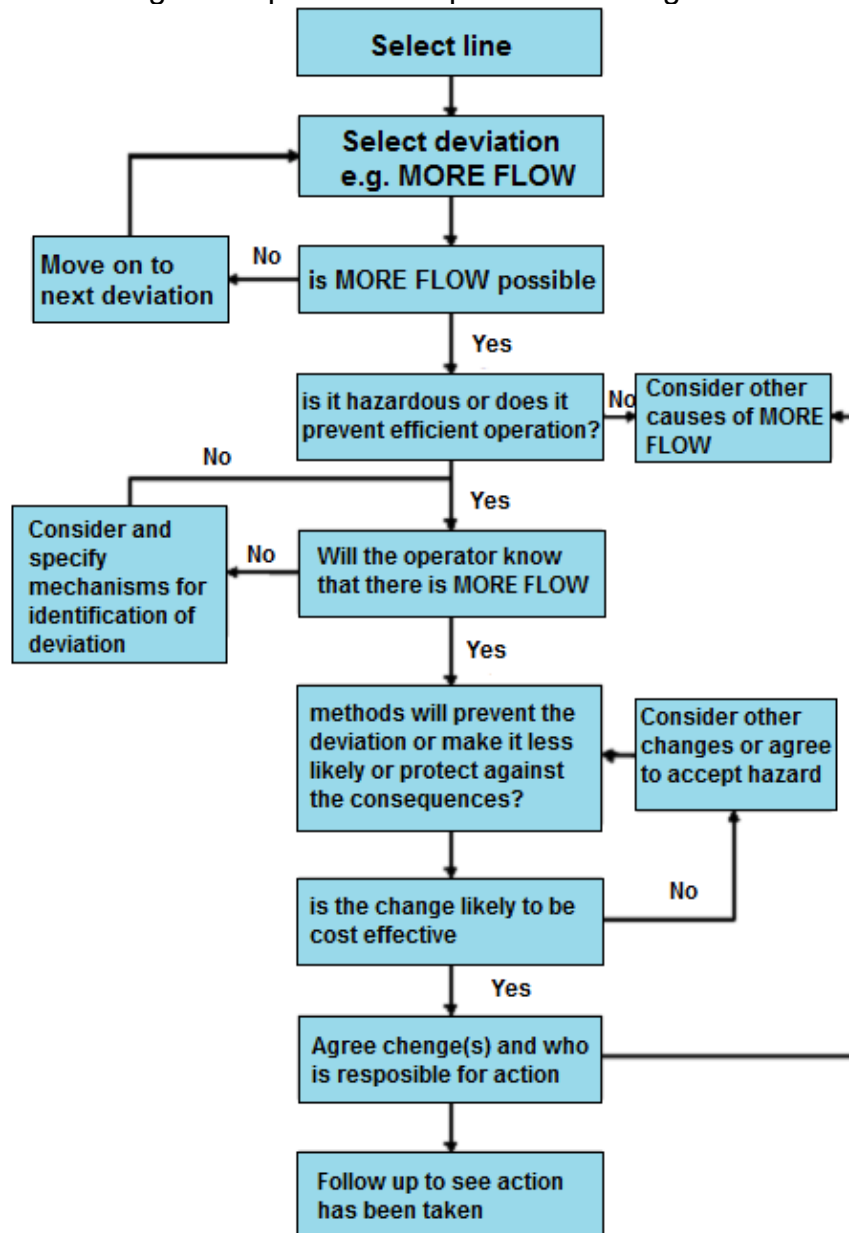 Select line
Select deviation
e.g. MORE FLOW
Move on to
next deviation
No
is MORE FLOW possible
Yes
is it hazardous or does it
prevent efficient operation?
No
Consider other
causes of MORE
FLOW
No
Yes
Consider and
specify
mechanisms for
identification of
deviation
No
Will the operator know
that there is MORE FLOW
Yes
methods will prevent the
deviation or make it less
likely or protect against
the consequences?
Consider other
changes or agree
to accept hazard
is the change likely to be
cost effective
No
Yes
Agree chenge(s) and who
is resposible for action
Follow up to see action
has been taken